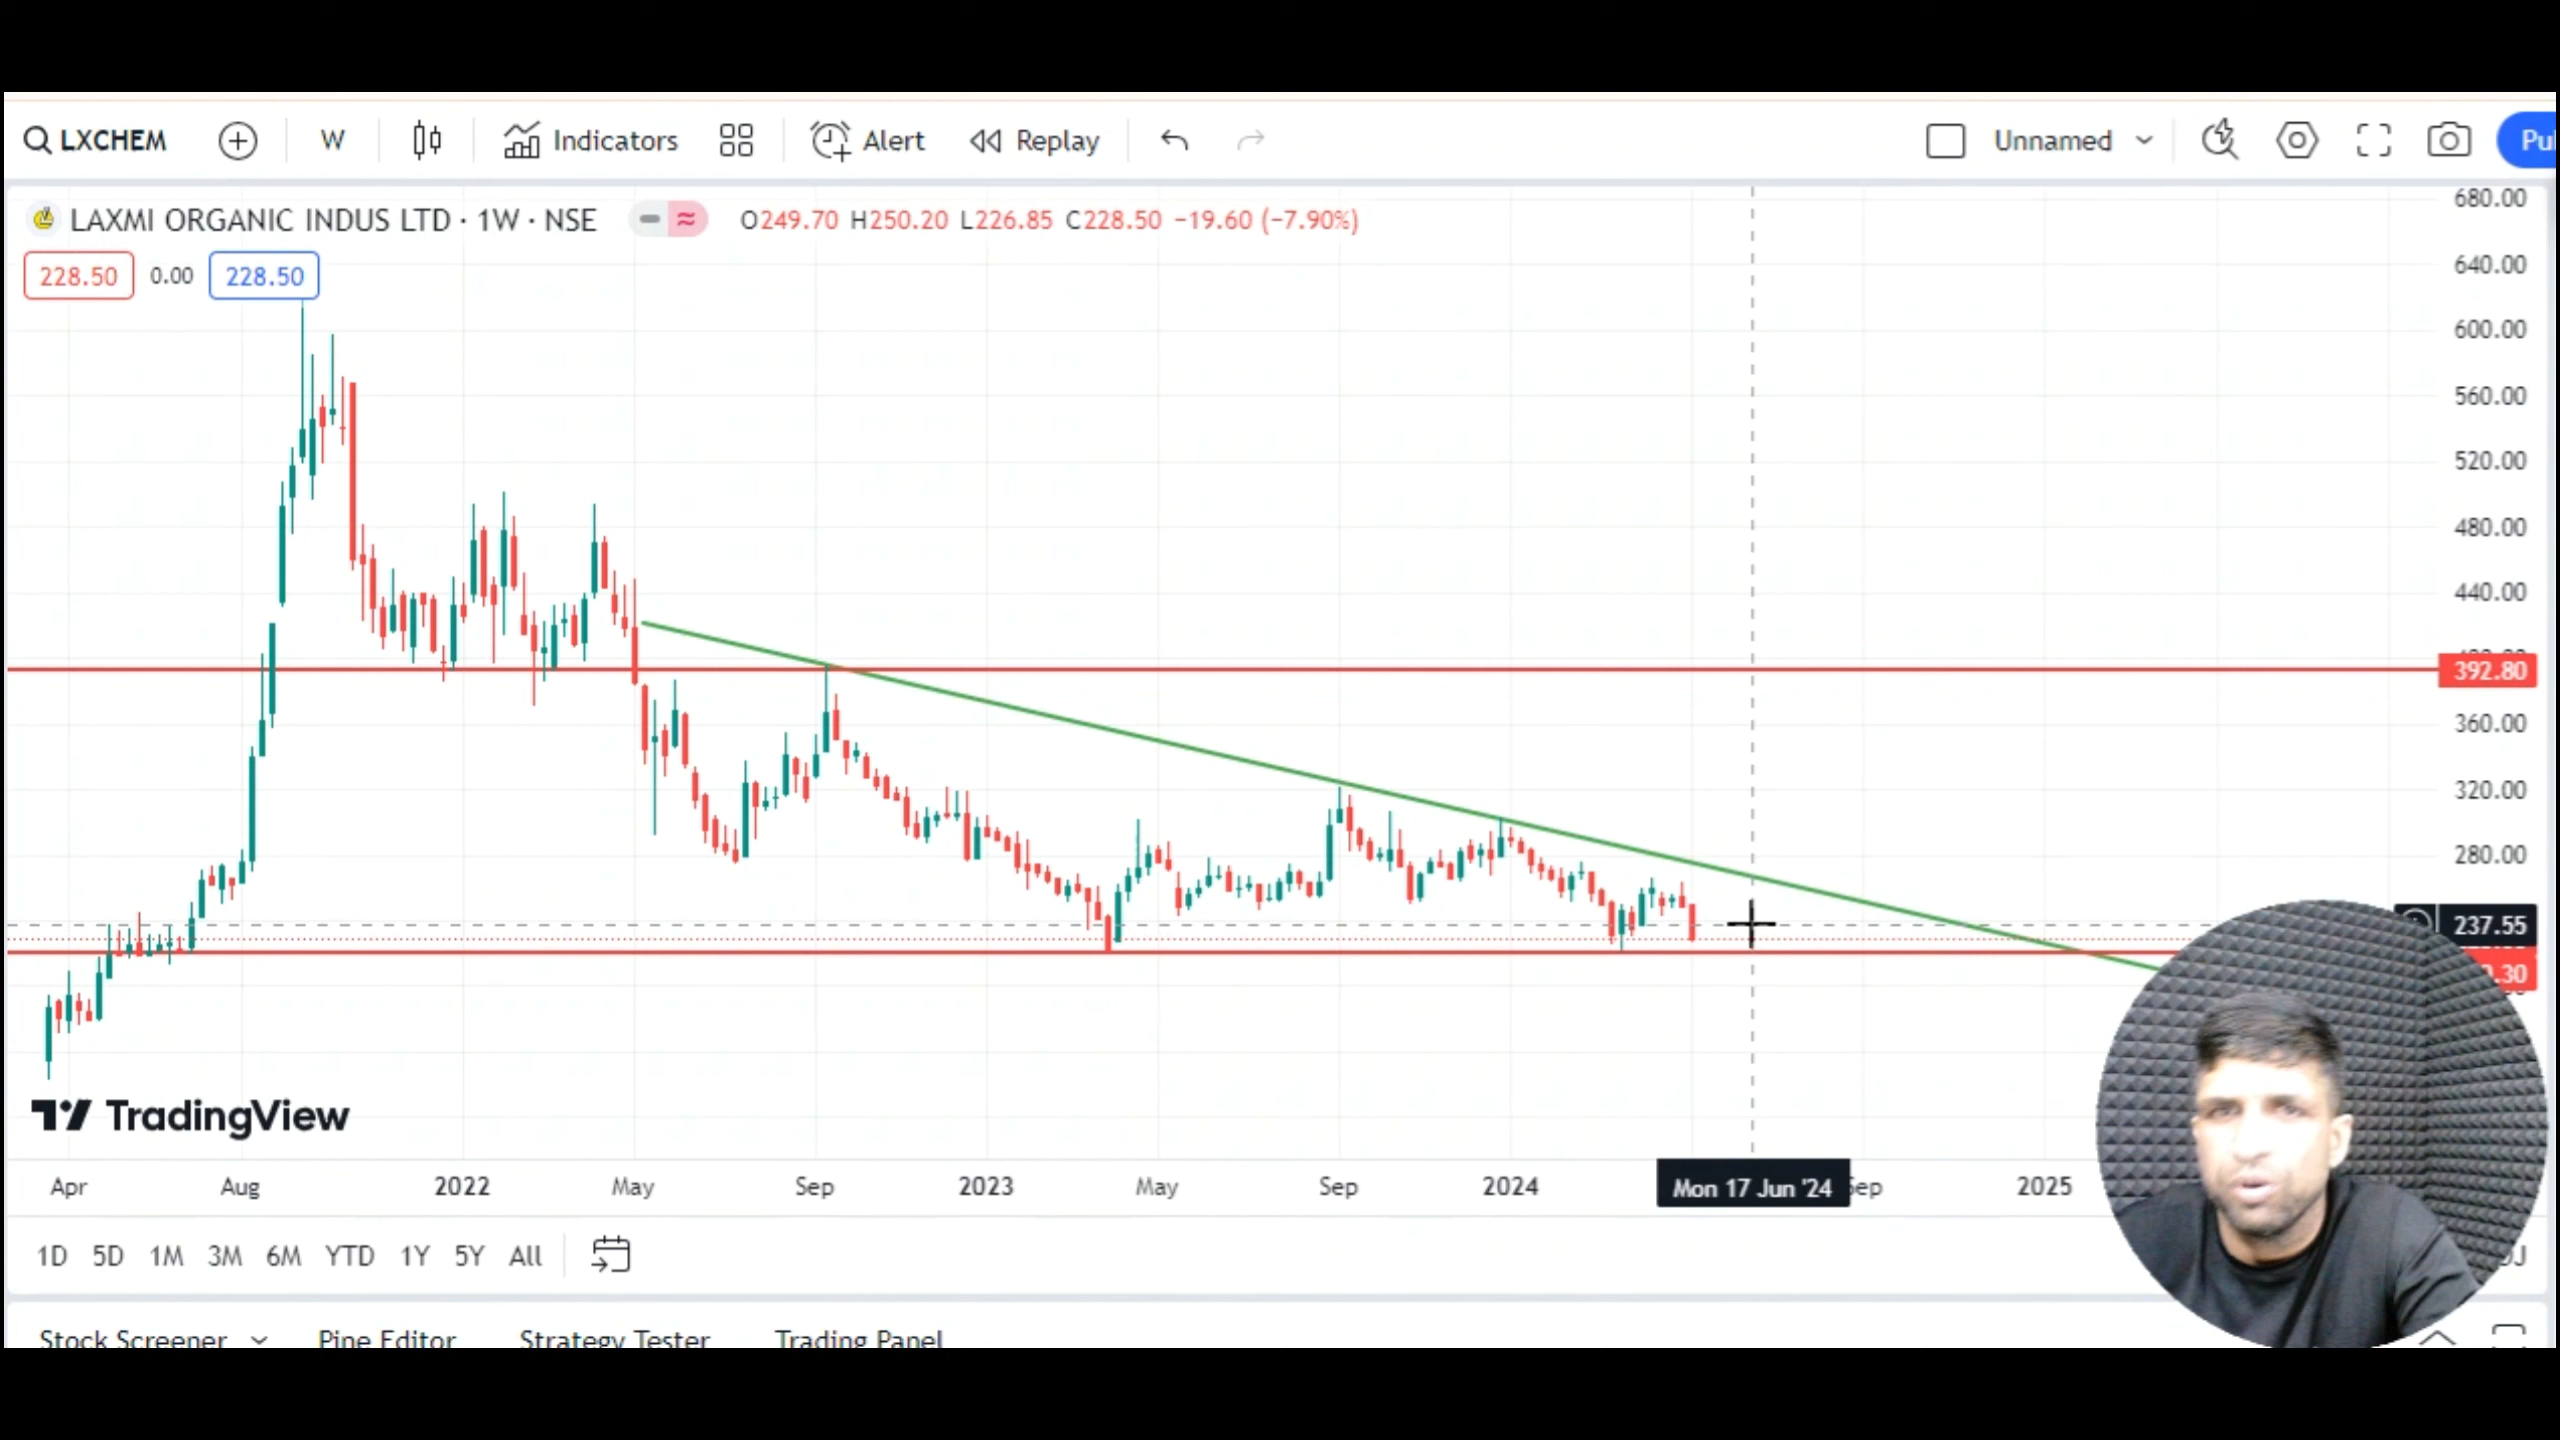 LXCHEM W Indicators Alert Replay Unnamed
LAXMI ORGANIC INDUS LTD · 1W · NSE O249.70 H250.20 L226.85 C228.50 −19.60 (−7.90%)
228.50 0.00 228.50
680.00
640.00
600.00
560.00
520.00
480.00
440.00
392.80
360.00
320.00
280.00
237.55
.30
TradingView
Apr Aug 2022 May Sep 2023 May Sep 2024 Mon 17 Jun '24 Sep 2025
1D 5D 1M 3M 6M YTD 1Y 5Y All
Stock Screener Pine Editor Strategy Tester Trading Panel